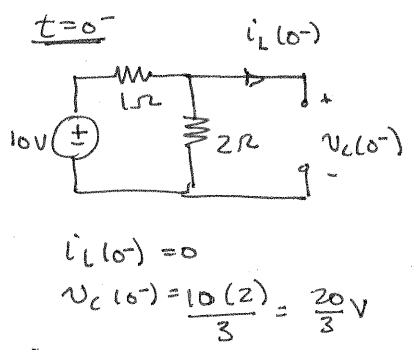 t=0⁻
i_L(0⁻)
1Ω
10V
+
-
2Ω
+
v_c(0⁻)
-
i_L(0⁻) = 0
v_c(0⁻) = 10(2)/3 = 20/3 V